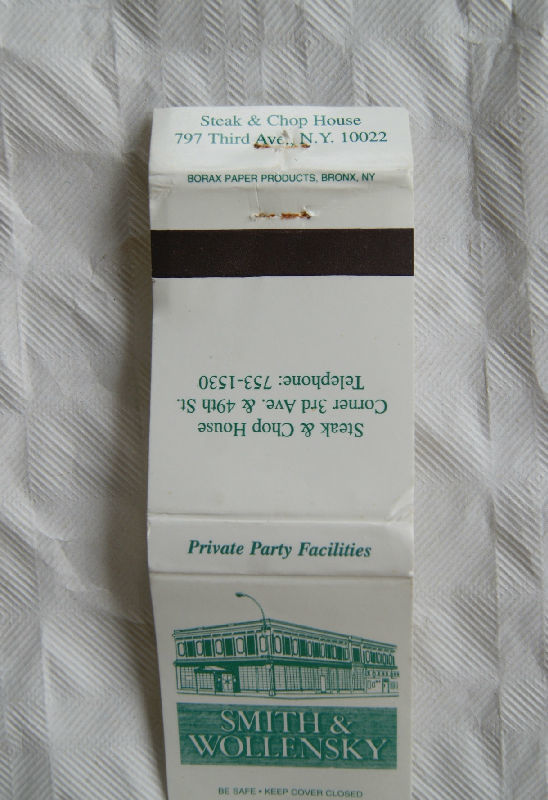 Steak & Chop House
797 Third Ave., N.Y. 10022
BORAX PAPER PRODUCTS, BRONX, NY
Steak & Chop House
Corner 3rd Ave. & 49th St.
Telephone: 753-1530
Private Party Facilities
SMITH &
WOLLENSKY
BE SAFE • KEEP COVER CLOSED